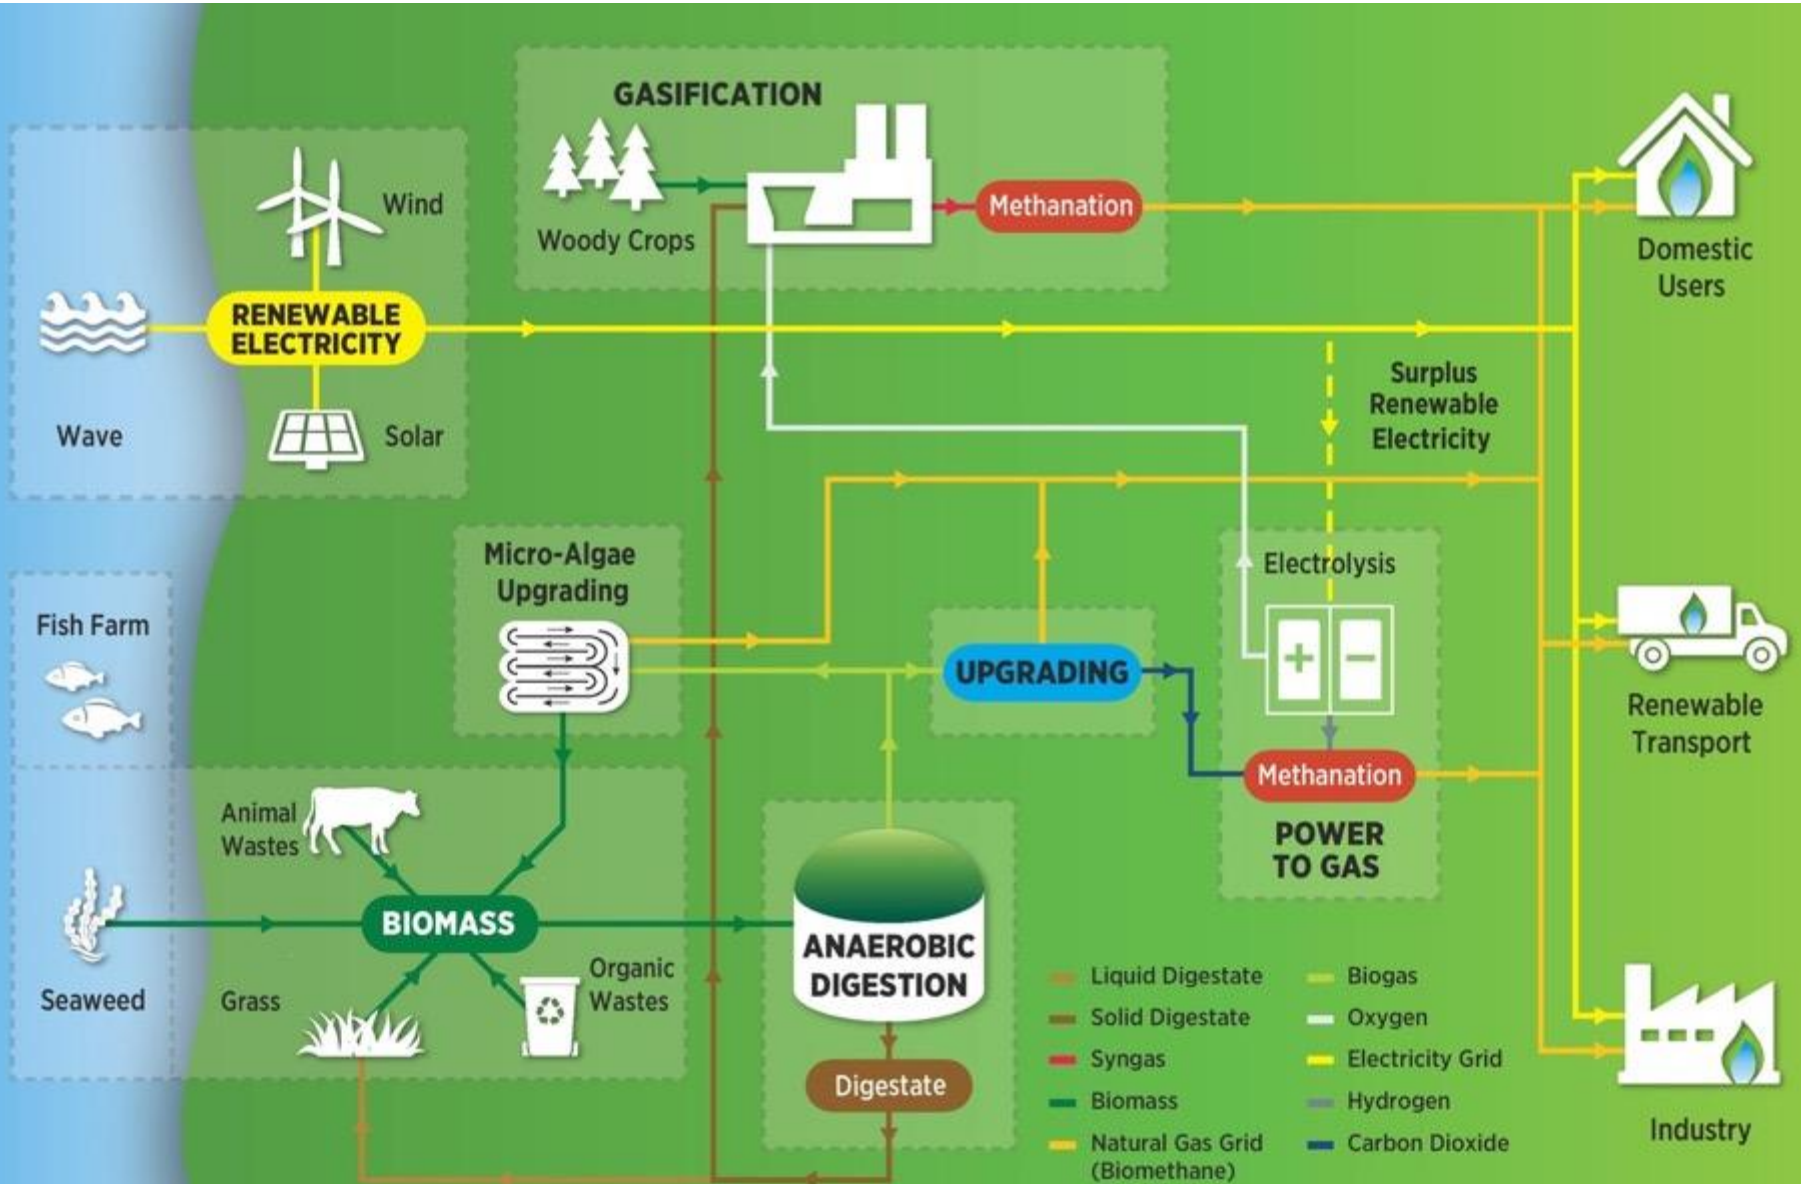 GASIFICATION
Woody Crops
Methanation
Wind
RENEWABLE
ELECTRICITY
Wave
Solar
Domestic
Users
Surplus
Renewable
Electricity
Micro-Algae
Upgrading
Fish Farm
UPGRADING
Electrolysis
+ −
Methanation
POWER
TO GAS
Renewable
Transport
Animal
Wastes
BIOMASS
Seaweed
Grass
Organic
Wastes
ANAEROBIC
DIGESTION
Digestate
Liquid Digestate
Solid Digestate
Syngas
Biomass
Natural Gas Grid
(Biomethane)
Biogas
Oxygen
Electricity Grid
Hydrogen
Carbon Dioxide
Industry